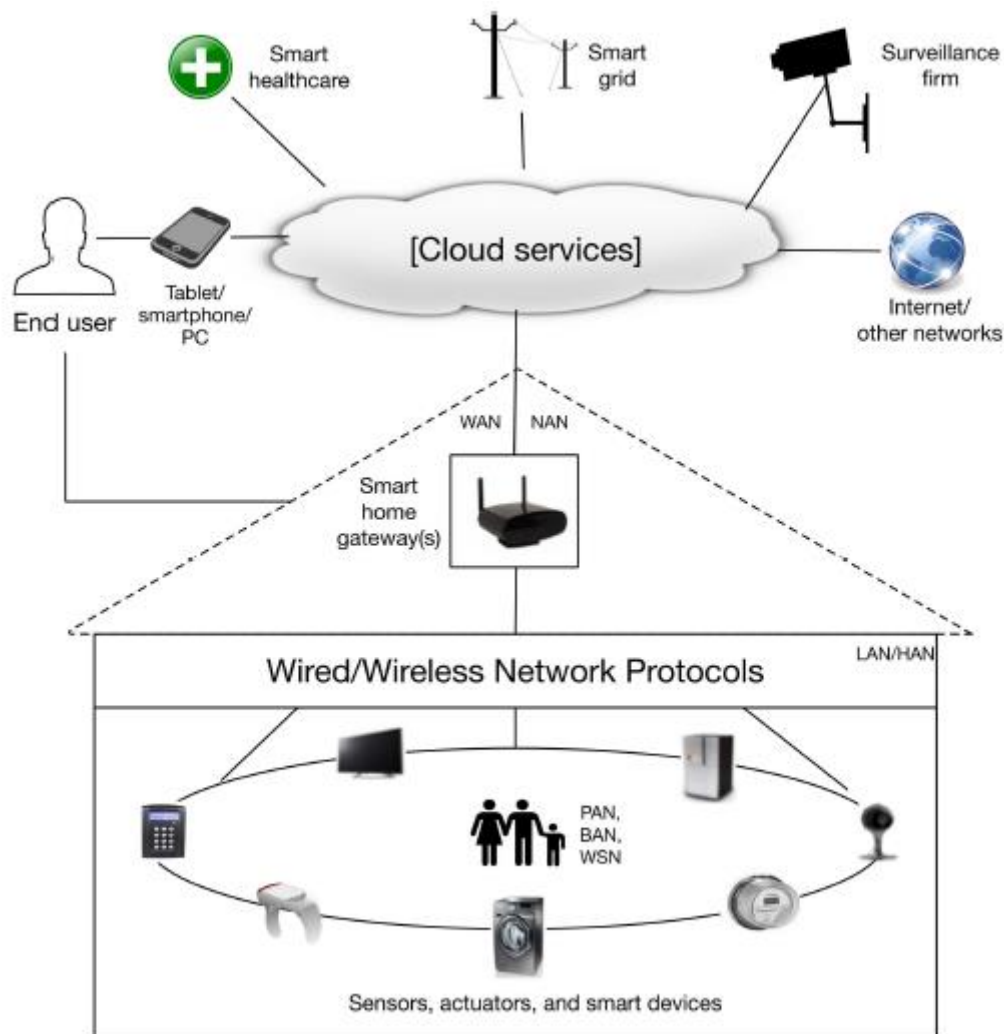 Smart
healthcare
Smart
grid
Surveillance
firm
[Cloud services]
End user
Tablet/
smartphone/
PC
Internet/
other networks
WAN
NAN
Smart
home
gateway(s)
LAN/HAN
Wired/Wireless Network Protocols
PAN,
BAN,
WSN
Sensors, actuators, and smart devices